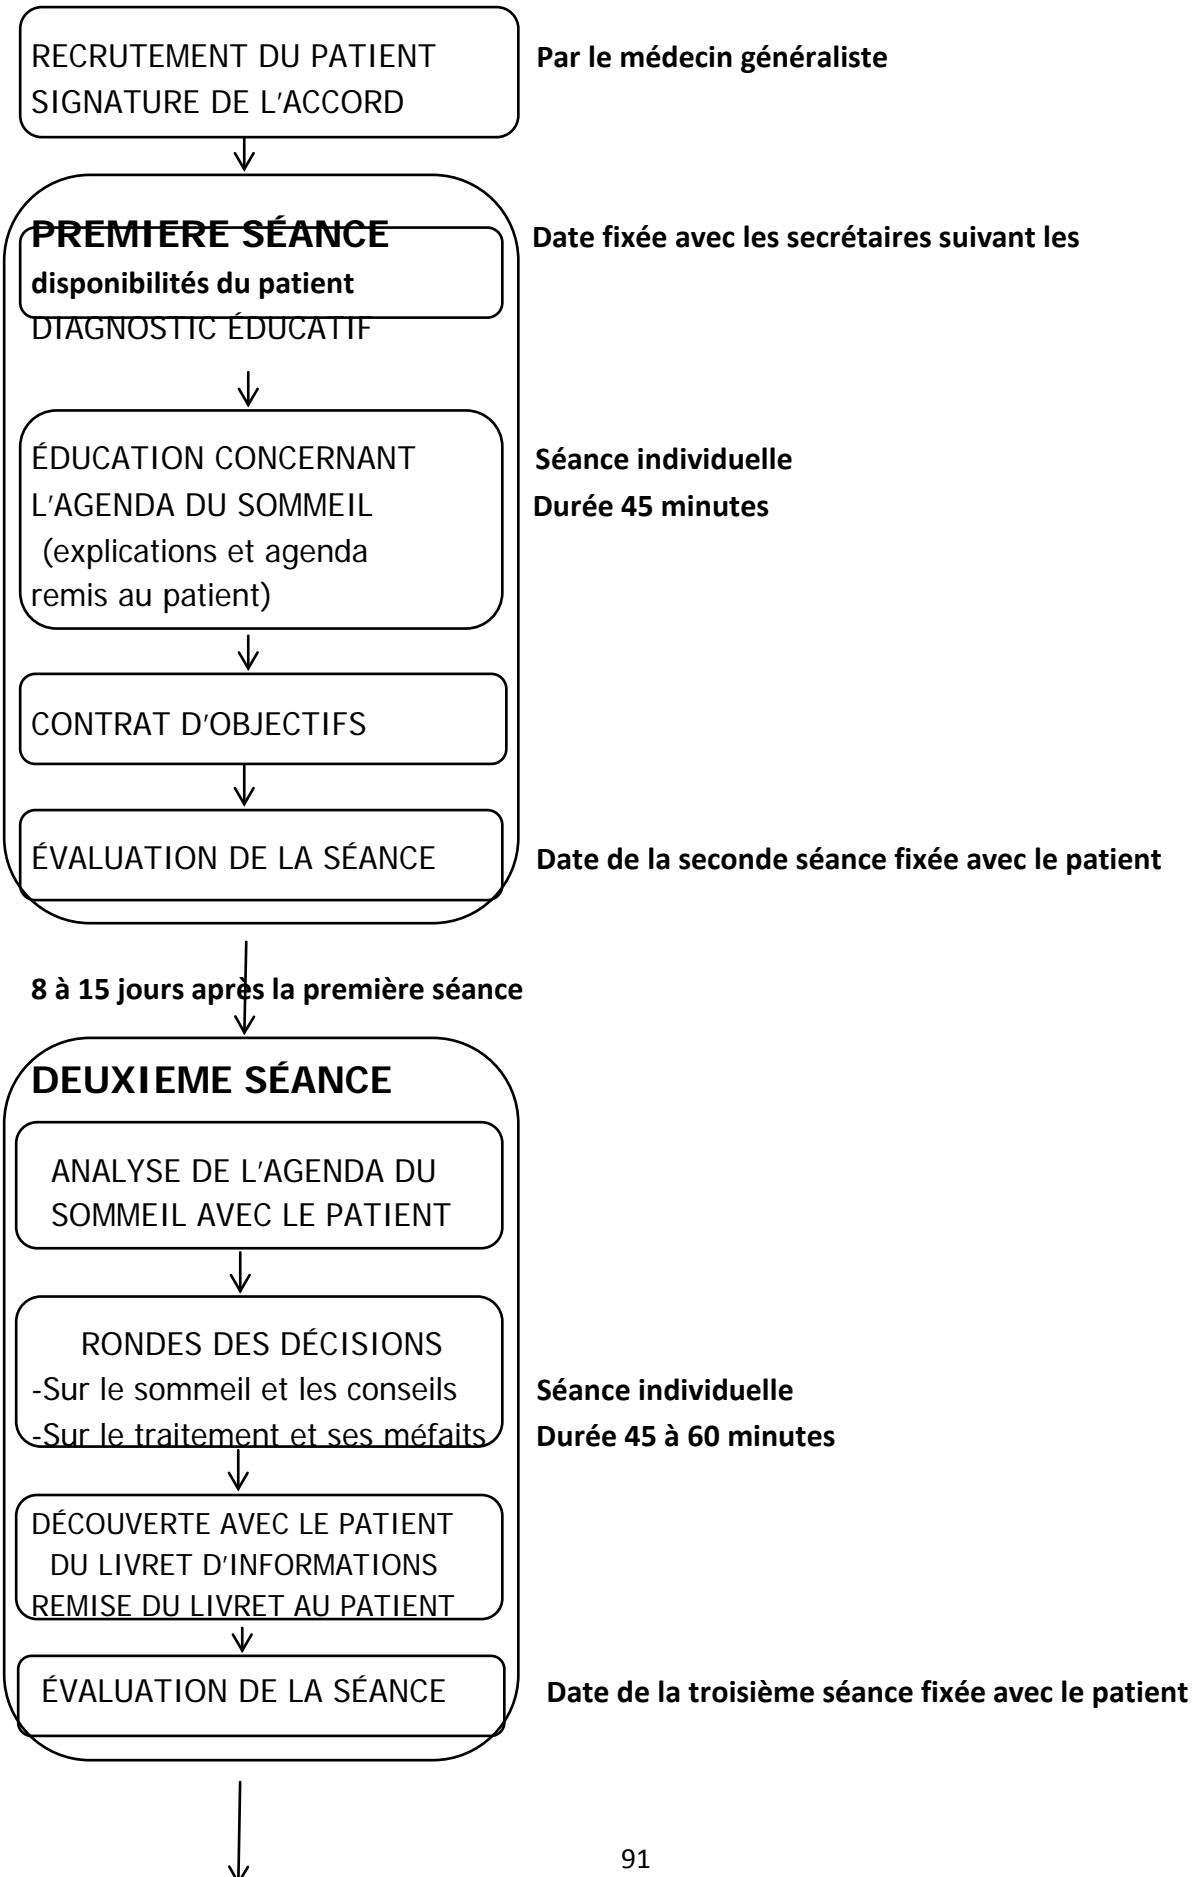 RECRUTEMENT DU PATIENT Par le médecin généraliste
SIGNATURE DE L'ACCORD
PREMIERE SÉANCE Date fixée avec les secrétaires suivant les
disponibilités du patient
DIAGNOSTIC ÉDUCATIF
ÉDUCATION CONCERNANT Séance individuelle
L'AGENDA DU SOMMEIL Durée 45 minutes
(explications et agenda
remis au patient)
CONTRAT D'OBJECTIFS
ÉVALUATION DE LA SÉANCE Date de la seconde séance fixée avec le patient
8 à 15 jours après la première séance
DEUXIEME SÉANCE
ANALYSE DE L'AGENDA DU
SOMMEIL AVEC LE PATIENT
RONDES DES DÉCISIONS
-Sur le sommeil et les conseils Séance individuelle
-Sur le traitement et ses méfaits Durée 45 à 60 minutes
DÉCOUVERTE AVEC LE PATIENT
DU LIVRET D'INFORMATIONS
REMISE DU LIVRET AU PATIENT
ÉVALUATION DE LA SÉANCE Date de la troisième séance fixée avec le patient
91